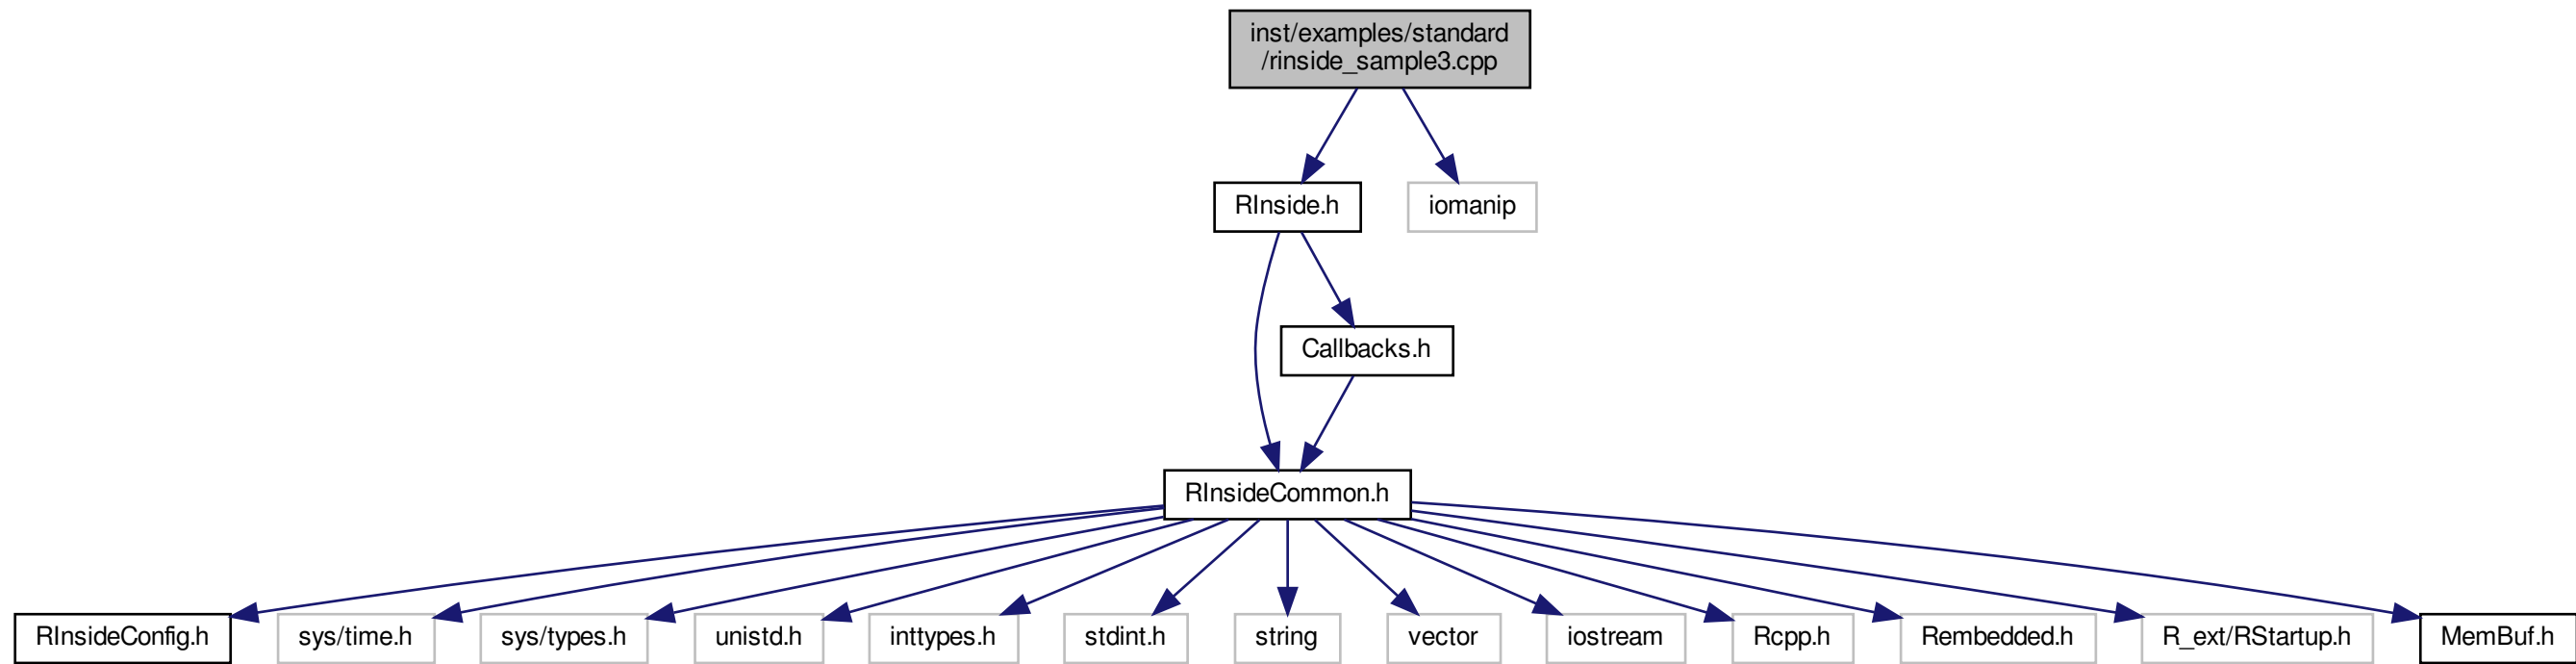 inst/examples/standard
/rinside_sample3.cpp
RInside.h
iomanip
Callbacks.h
RInsideCommon.h
RInsideConfig.h
sys/time.h
sys/types.h
unistd.h
inttypes.h
stdint.h
string
vector
iostream
Rcpp.h
Rembedded.h
R_ext/RStartup.h
MemBuf.h